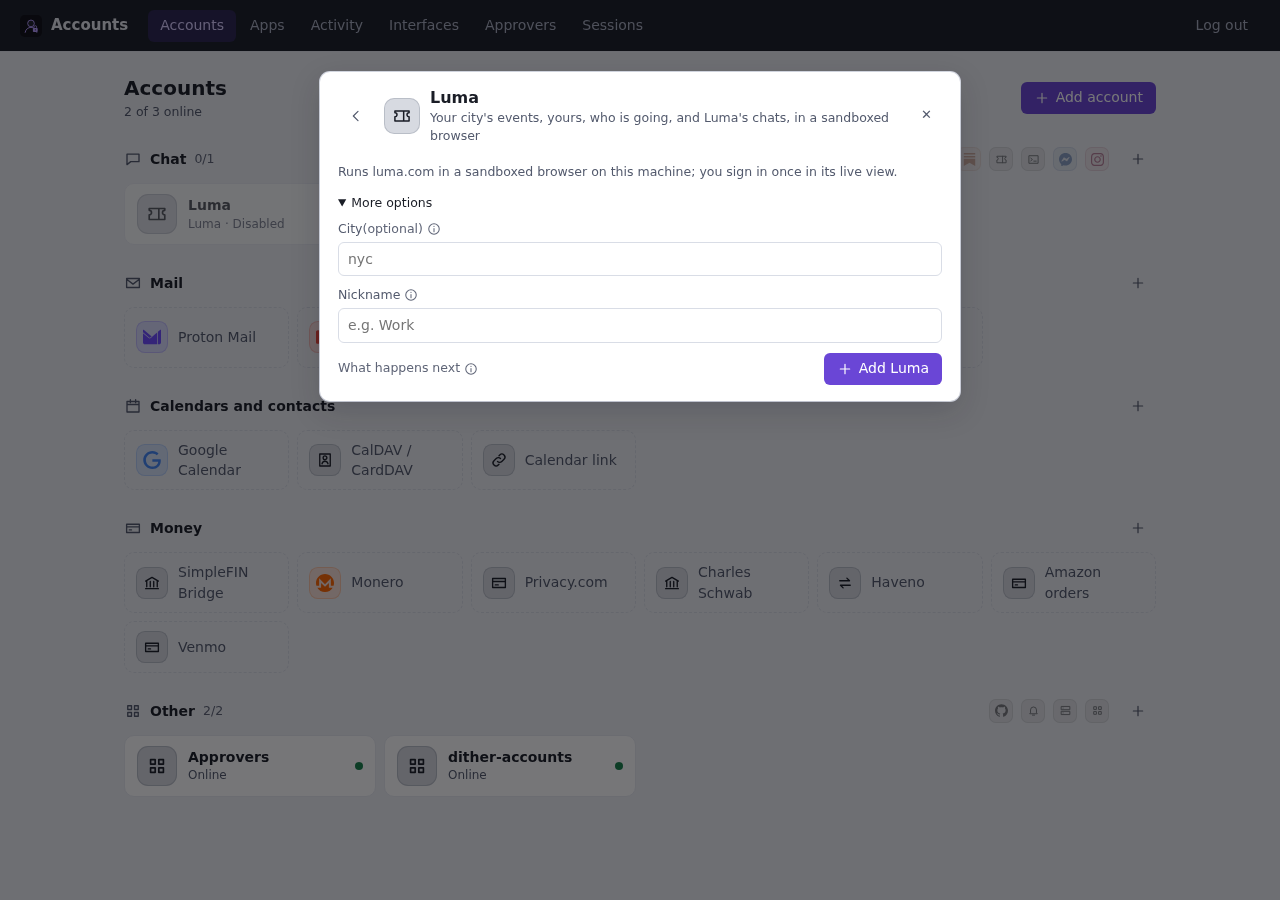 Accounts
Accounts
Apps
Activity
Interfaces
Approvers
Sessions
Log out
Accounts
2 of 3 online
Add account
Chat 0/1
Luma
Luma · Disabled
Luma
Your city's events, yours, who is going, and Luma's chats, in a sandboxed
browser
Runs luma.com in a sandboxed browser on this machine; you sign in once in its live view.
More options
City(optional)
nyc
Nickname
e.g. Work
What happens next
Add Luma
Mail
Proton Mail
Calendars and contacts
Google
Calendar
CalDAV /
CardDAV
Calendar link
Money
SimpleFIN
Bridge
Monero
Privacy.com
Charles
Schwab
Haveno
Amazon
orders
Venmo
Other 2/2
Approvers
Online
dither-accounts
Online